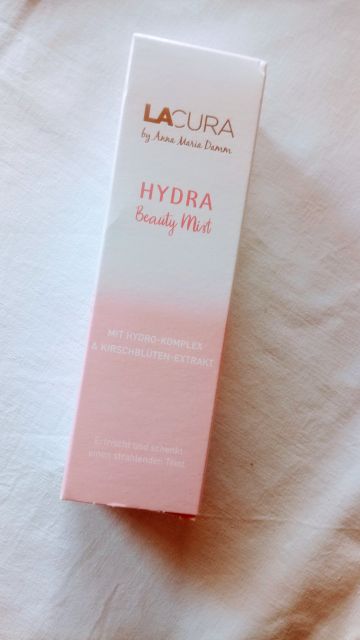 LACURA
by Anna Maria Damm
HYDRA
Beauty Mist
MIT HYDRO-KOMPLEX
& KIRSCHBLÜTEN-EXTRAKT
Erfrischt und schenkt
einen strahlenden Teint